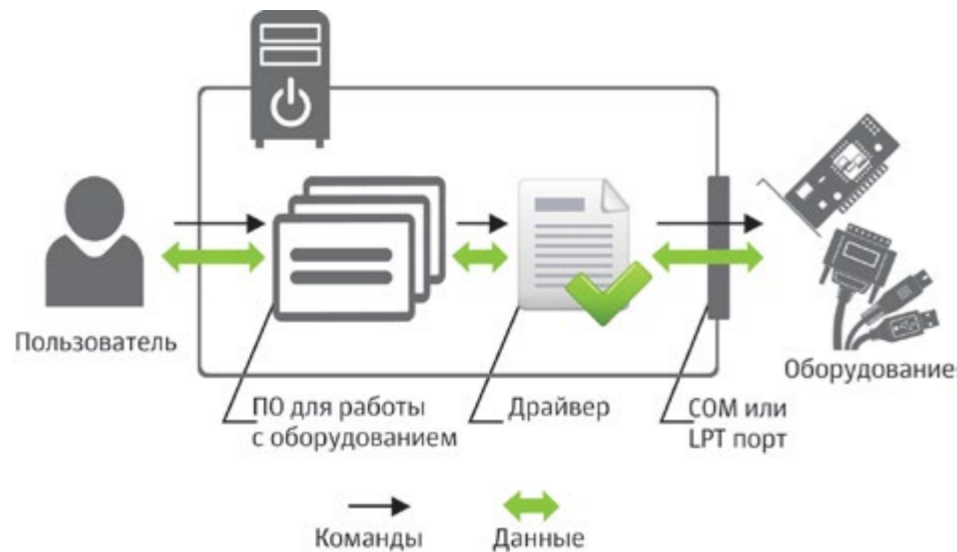 Пользователь
Оборудование
ПО для работы
с оборудованием
Драйвер
COM или
LPT порт
Команды
Данные